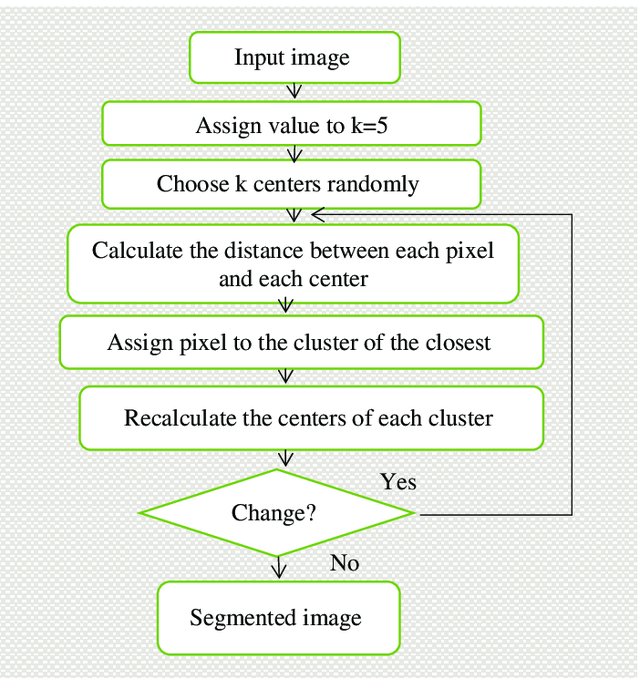 Input image
Assign value to k=5
Choose k centers randomly
Calculate the distance between each pixel
and each center
Assign pixel to the cluster of the closest
Recalculate the centers of each cluster
Yes
Change?
No
Segmented image